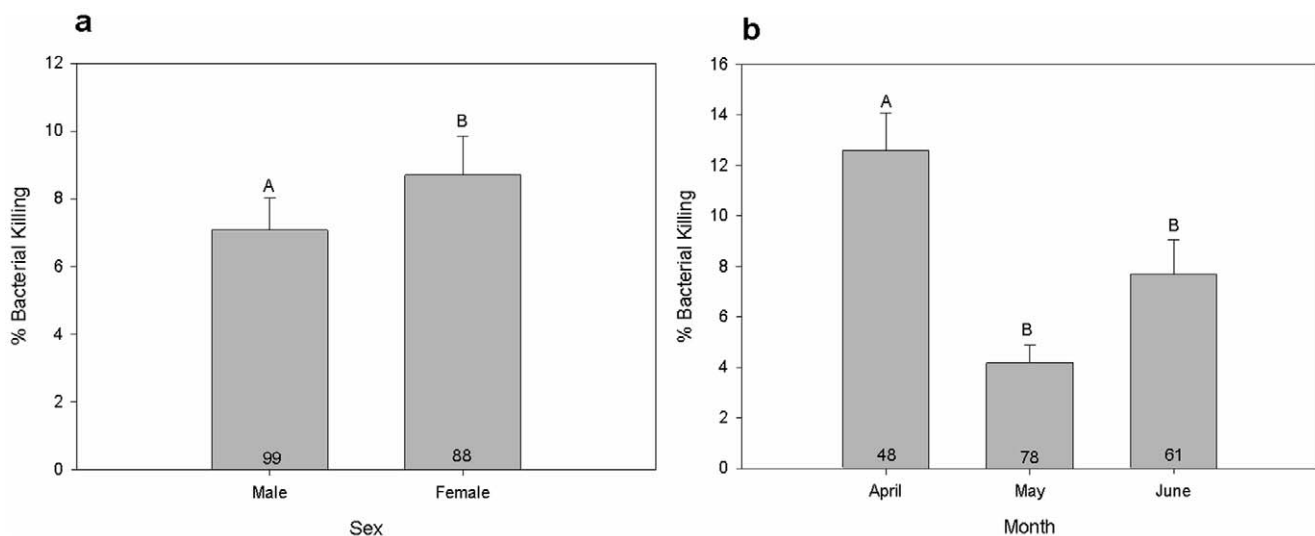 a
12
10
8
6
4
2
0
% Bacterial Killing
A
B
99
88
Male
Female
Sex
b
16
14
12
10
8
6
4
2
0
% Bacterial Killing
A
B
B
48
78
61
April
May
June
Month